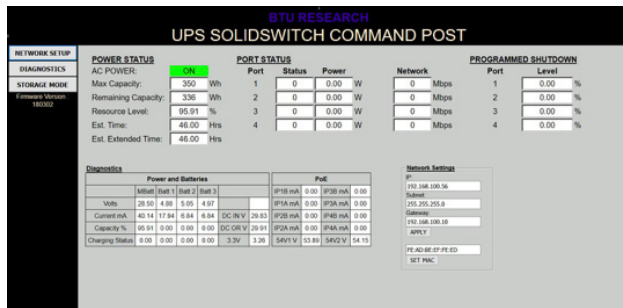 BTU RESEARCH
UPS SOLIDSWITCH COMMAND POST
NETWORK SETUP
DIAGNOSTICS
STORAGE MODE
Firmware Version
180302
POWER STATUS
AC POWER: ON
Max Capacity: 350 Wh
Remaining Capacity: 336 Wh
Resource Level: 95.91 %
Est. Time: 46.00 Hrs
Est. Extended Time: 46.00 Hrs
PORT STATUS
Port Status Power Network
1 0 0.00 W 0 Mbps
2 0 0.00 W 0 Mbps
3 0 0.00 W 0 Mbps
4 0 0.00 W 0 Mbps
PROGRAMMED SHUTDOWN
Port Level
1 0.00 %
2 0.00 %
3 0.00 %
4 0.00 %
Diagnostics
Power and Batteries PoE
MBatt Batt 1 Batt 2 Batt 3 IP1B mA 0.00 IP3B mA 0.00
Volts 28.50 4.88 5.05 4.97 IP1A mA 0.00 IP3A mA 0.00
Current mA 40.14 17.94 6.84 6.84 DC IN V 29.83 IP2B mA 0.00 IP4B mA 0.00
Capacity % 95.91 0.00 0.00 0.00 DC OR V 29.91 IP2A mA 0.00 IP4A mA 0.00
Charging Status 0.00 0.00 0.00 0.00 3.3V 3.26 54V1 V 53.89 54V2 V 54.15
Network Settings
IP
192.168.100.56
Subnet
255.255.255.0
Gateway:
192.168.100.10
APPLY
FE:AD:BE:EF:FE:ED
SET MAC